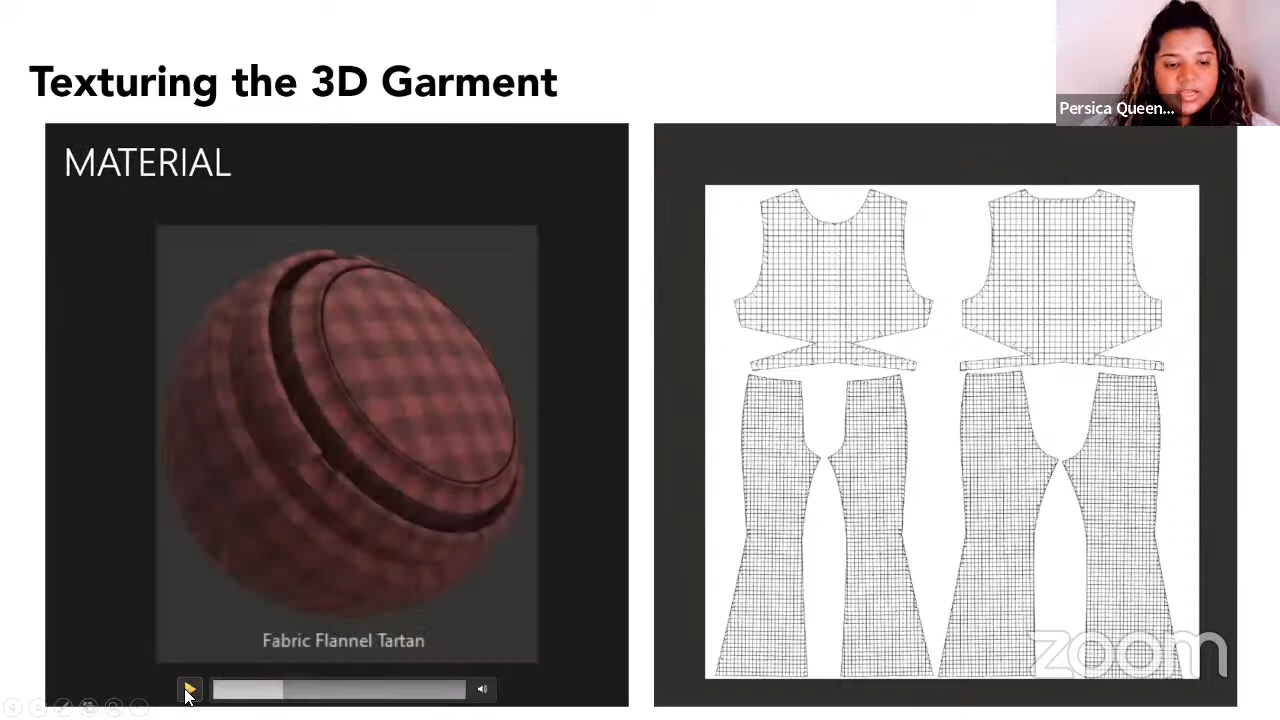 Texturing the 3D Garment
Persica Queen...
MATERIAL
Fabric Flannel Tartan
zoom